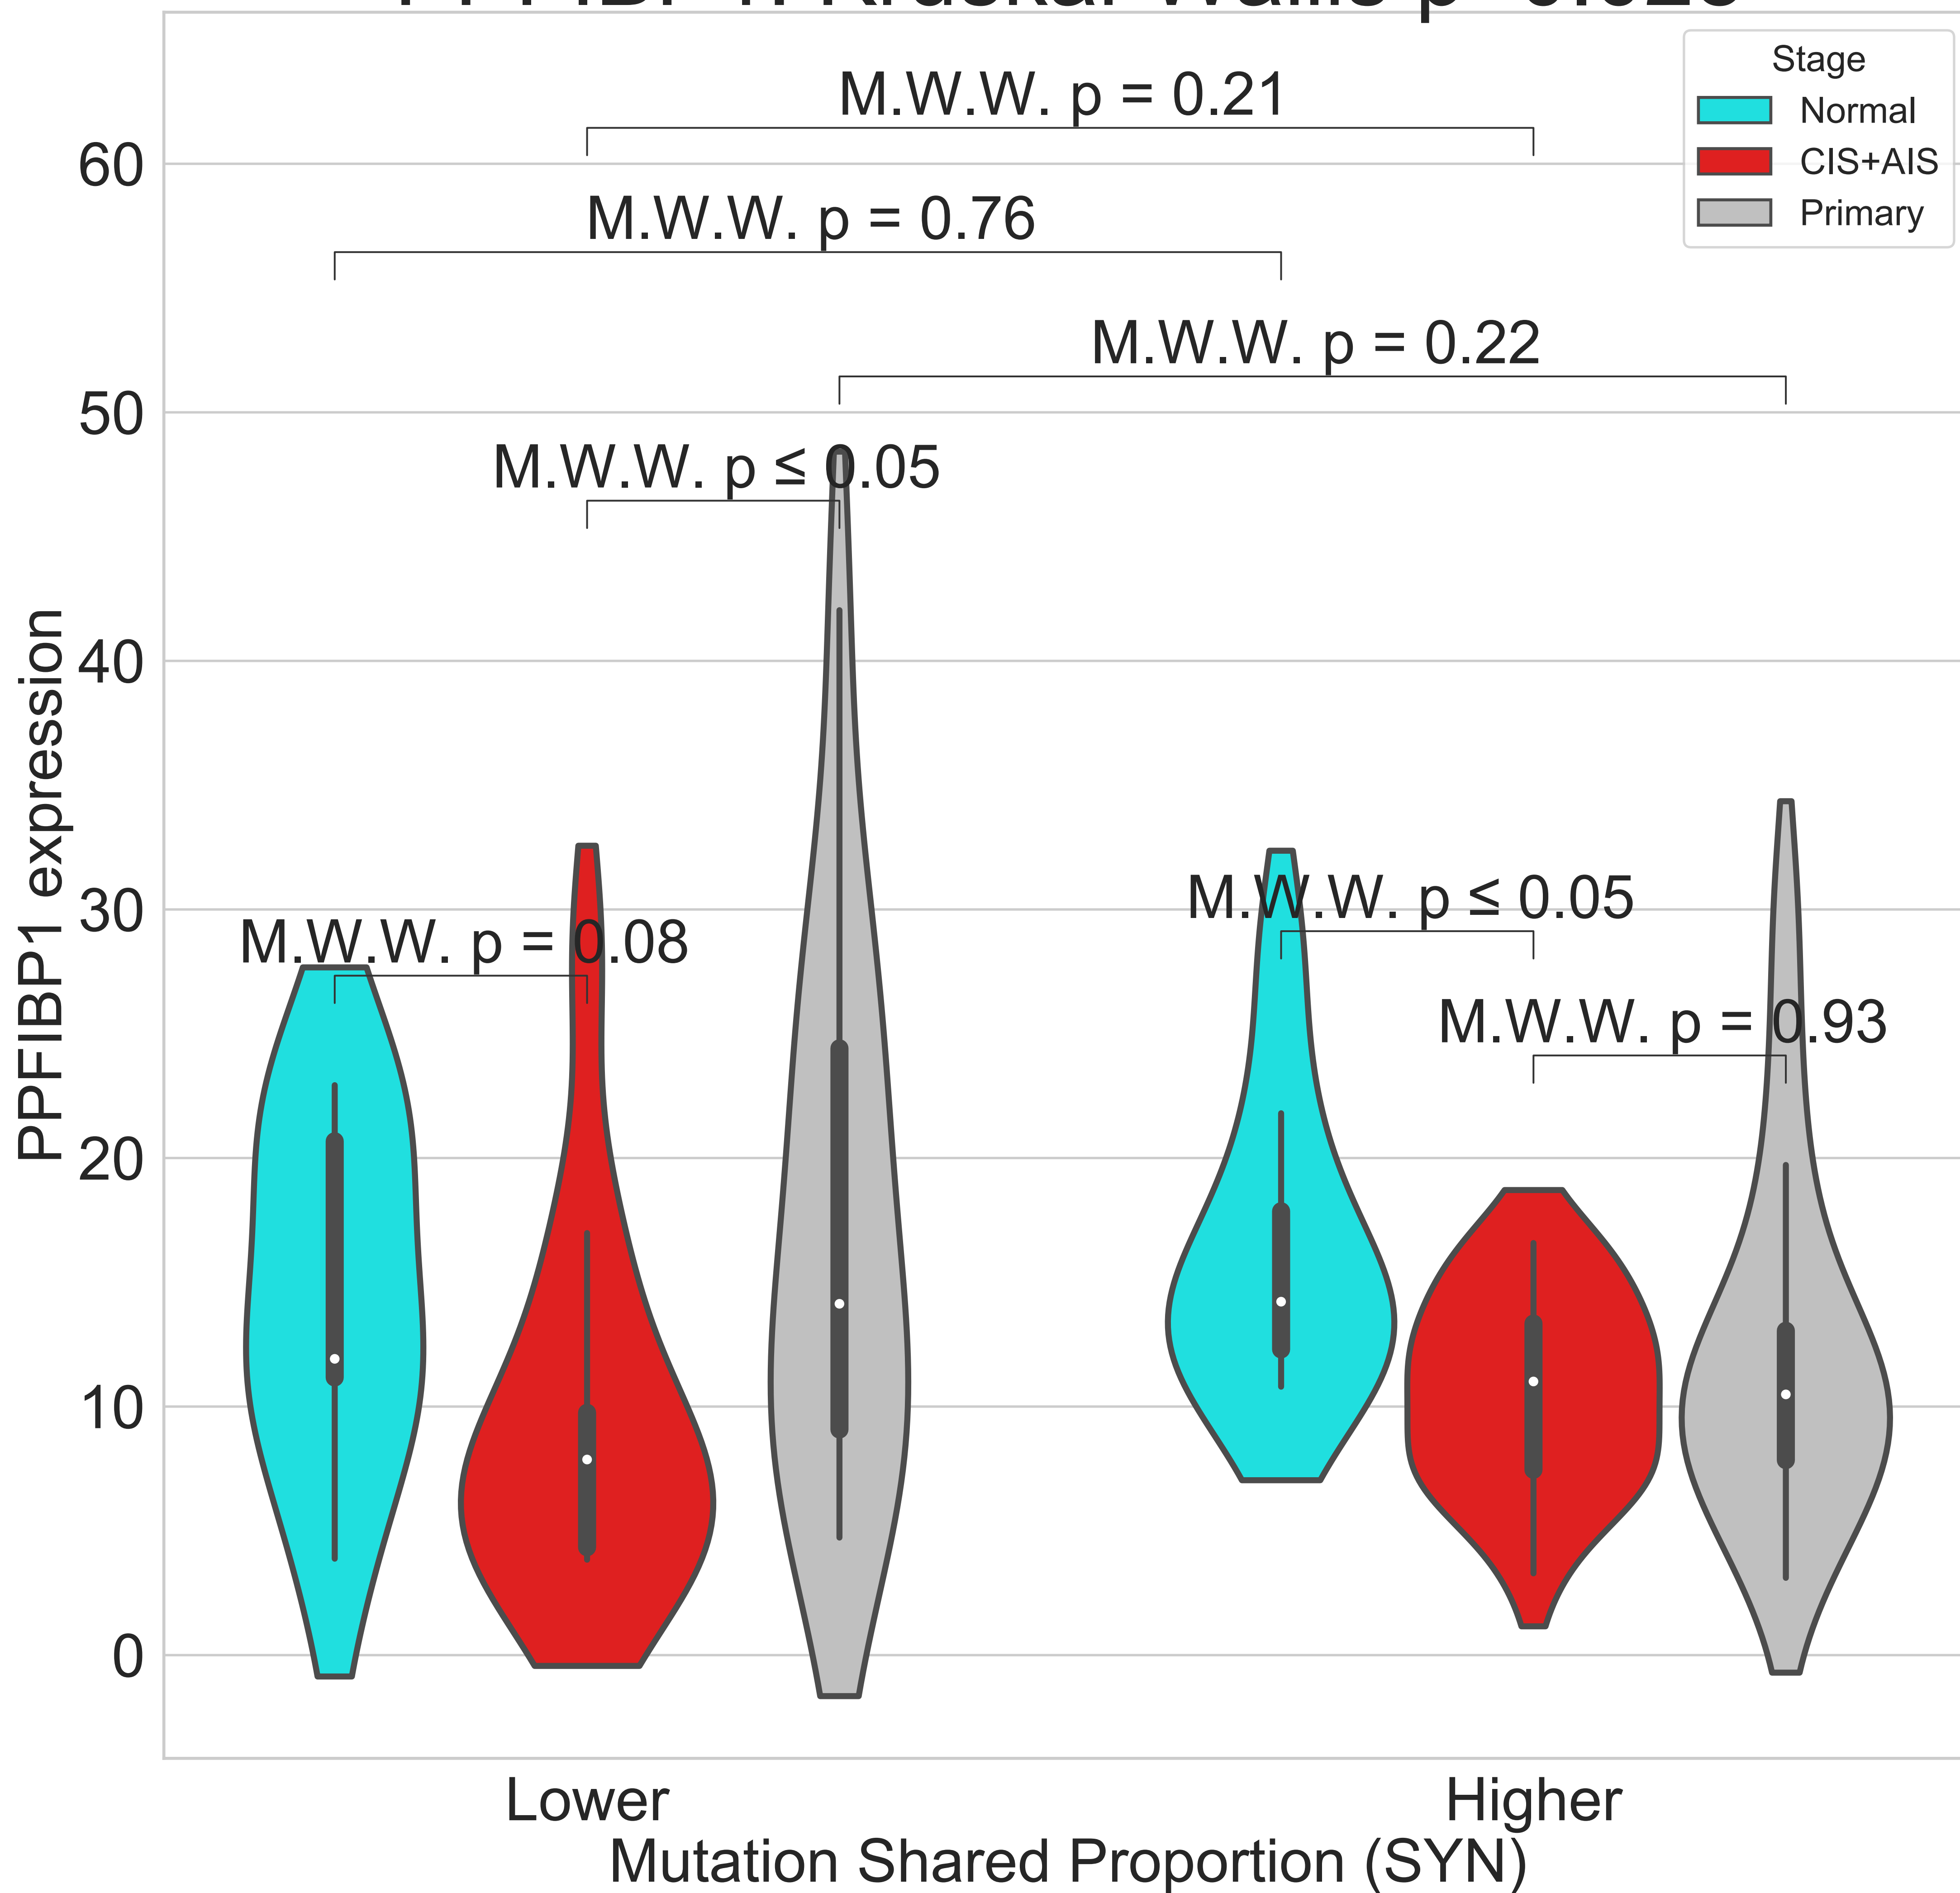 Stage
Normal
CIS+AIS
Primary
M.W.W. p = 0.21
M.W.W. p = 0.76
M.W.W. p = 0.22
M.W.W. p ≤ 0.05
M.W.W. p = 0.08
M.W.W. p ≤ 0.05
M.W.W. p = 0.93
PPFIBP1 expression
60
50
40
30
20
10
0
Lower
Higher
Mutation Shared Proportion (SYN)